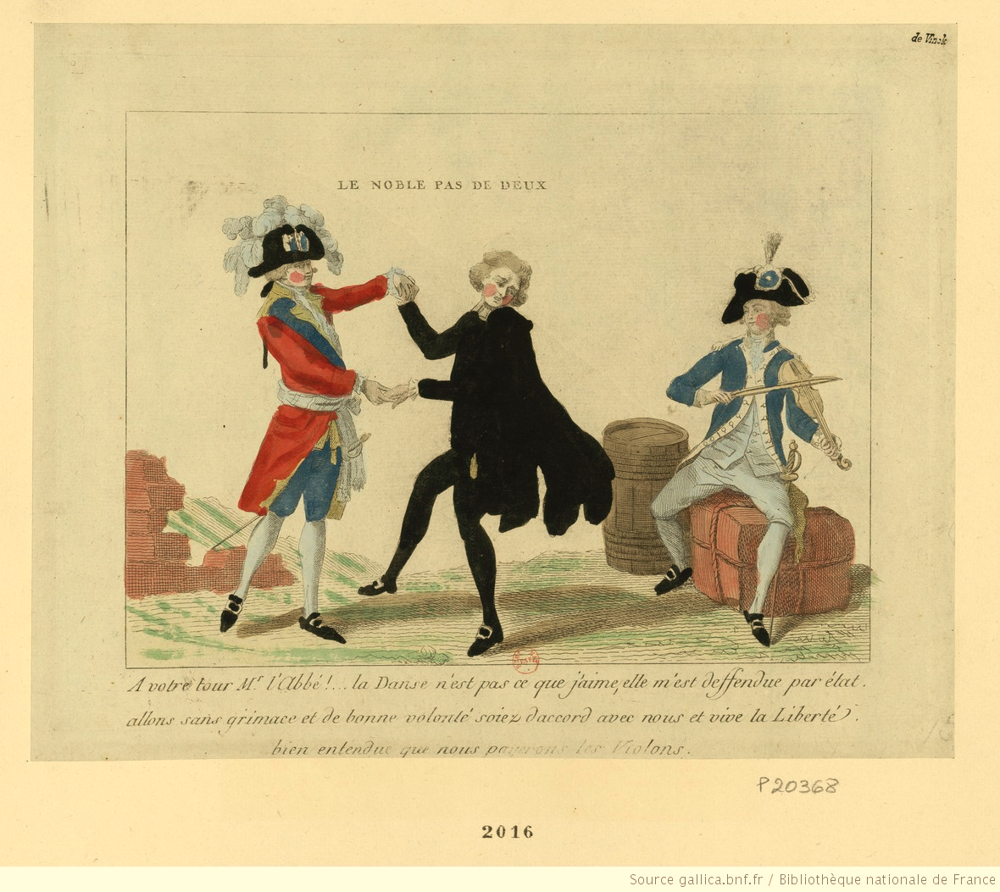 de Vinck
LE NOBLE PAS DE DEUX
A votre tour Mr l'Abbé!... la Danse n'est pas ce que j'aime, elle m'est deffendue par état.
allons sans grimace et de bonne volonté soiez d'accord avec nous et vive la Liberté.
bien entendue que nous payerons les Violons.
P20368
2016
Source gallica.bnf.fr / Bibliothèque nationale de France